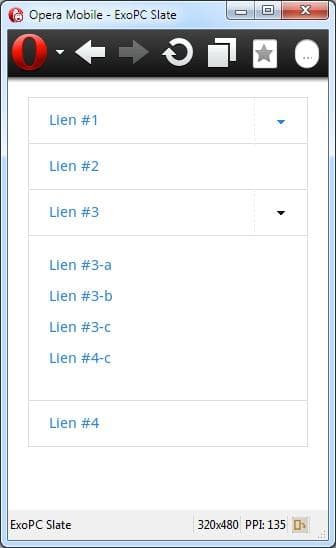 Opera Mobile - ExoPC Slate
Lien #1
Lien #2
Lien #3
Lien #3-a
Lien #3-b
Lien #3-c
Lien #4-c
Lien #4
ExoPC Slate 320x480 PPI: 135